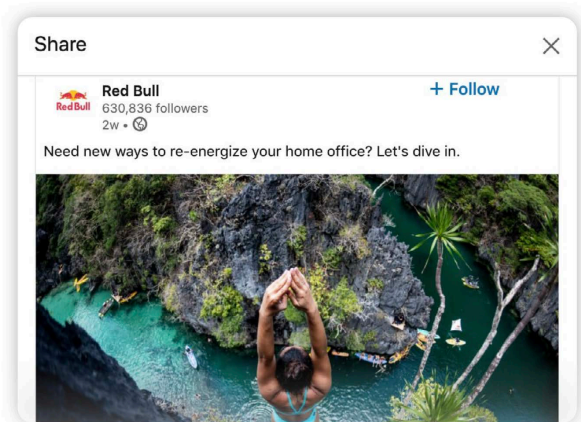 Share
Red Bull
+ Follow
Red Bull
630,836 followers
2w •
Need new ways to re-energize your home office? Let's dive in.